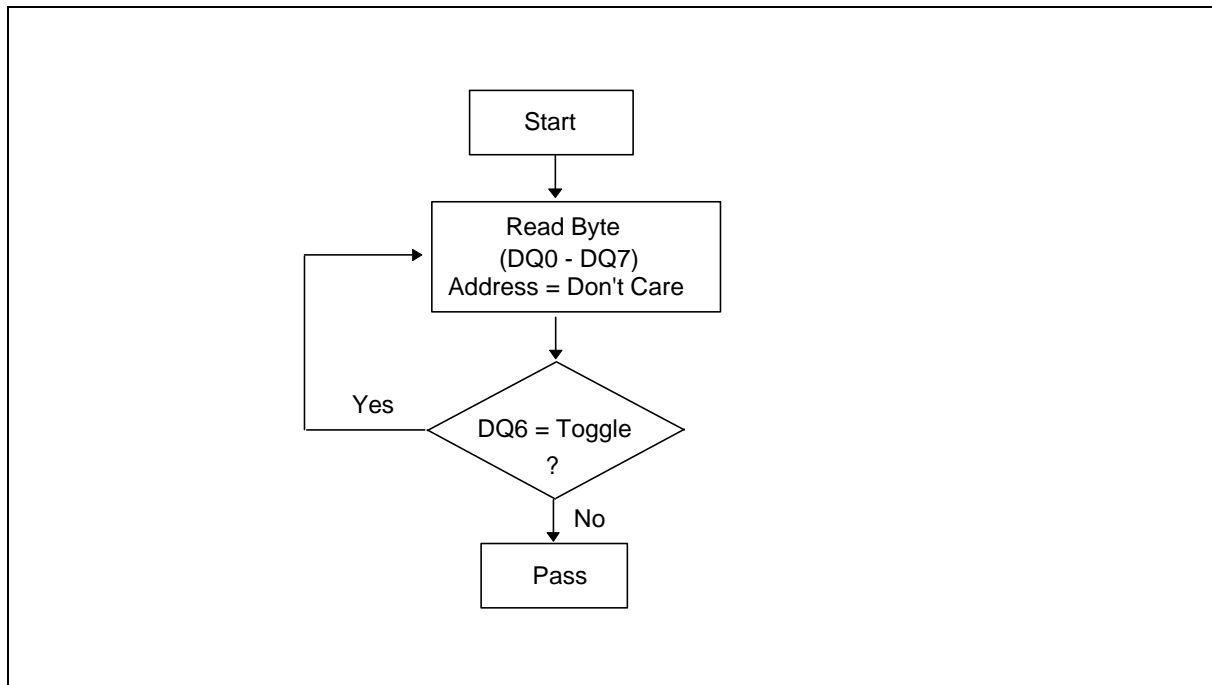 Start
Read Byte
(DQ0 - DQ7)
Address = Don't Care
Yes
DQ6 = Toggle
?
No
Pass